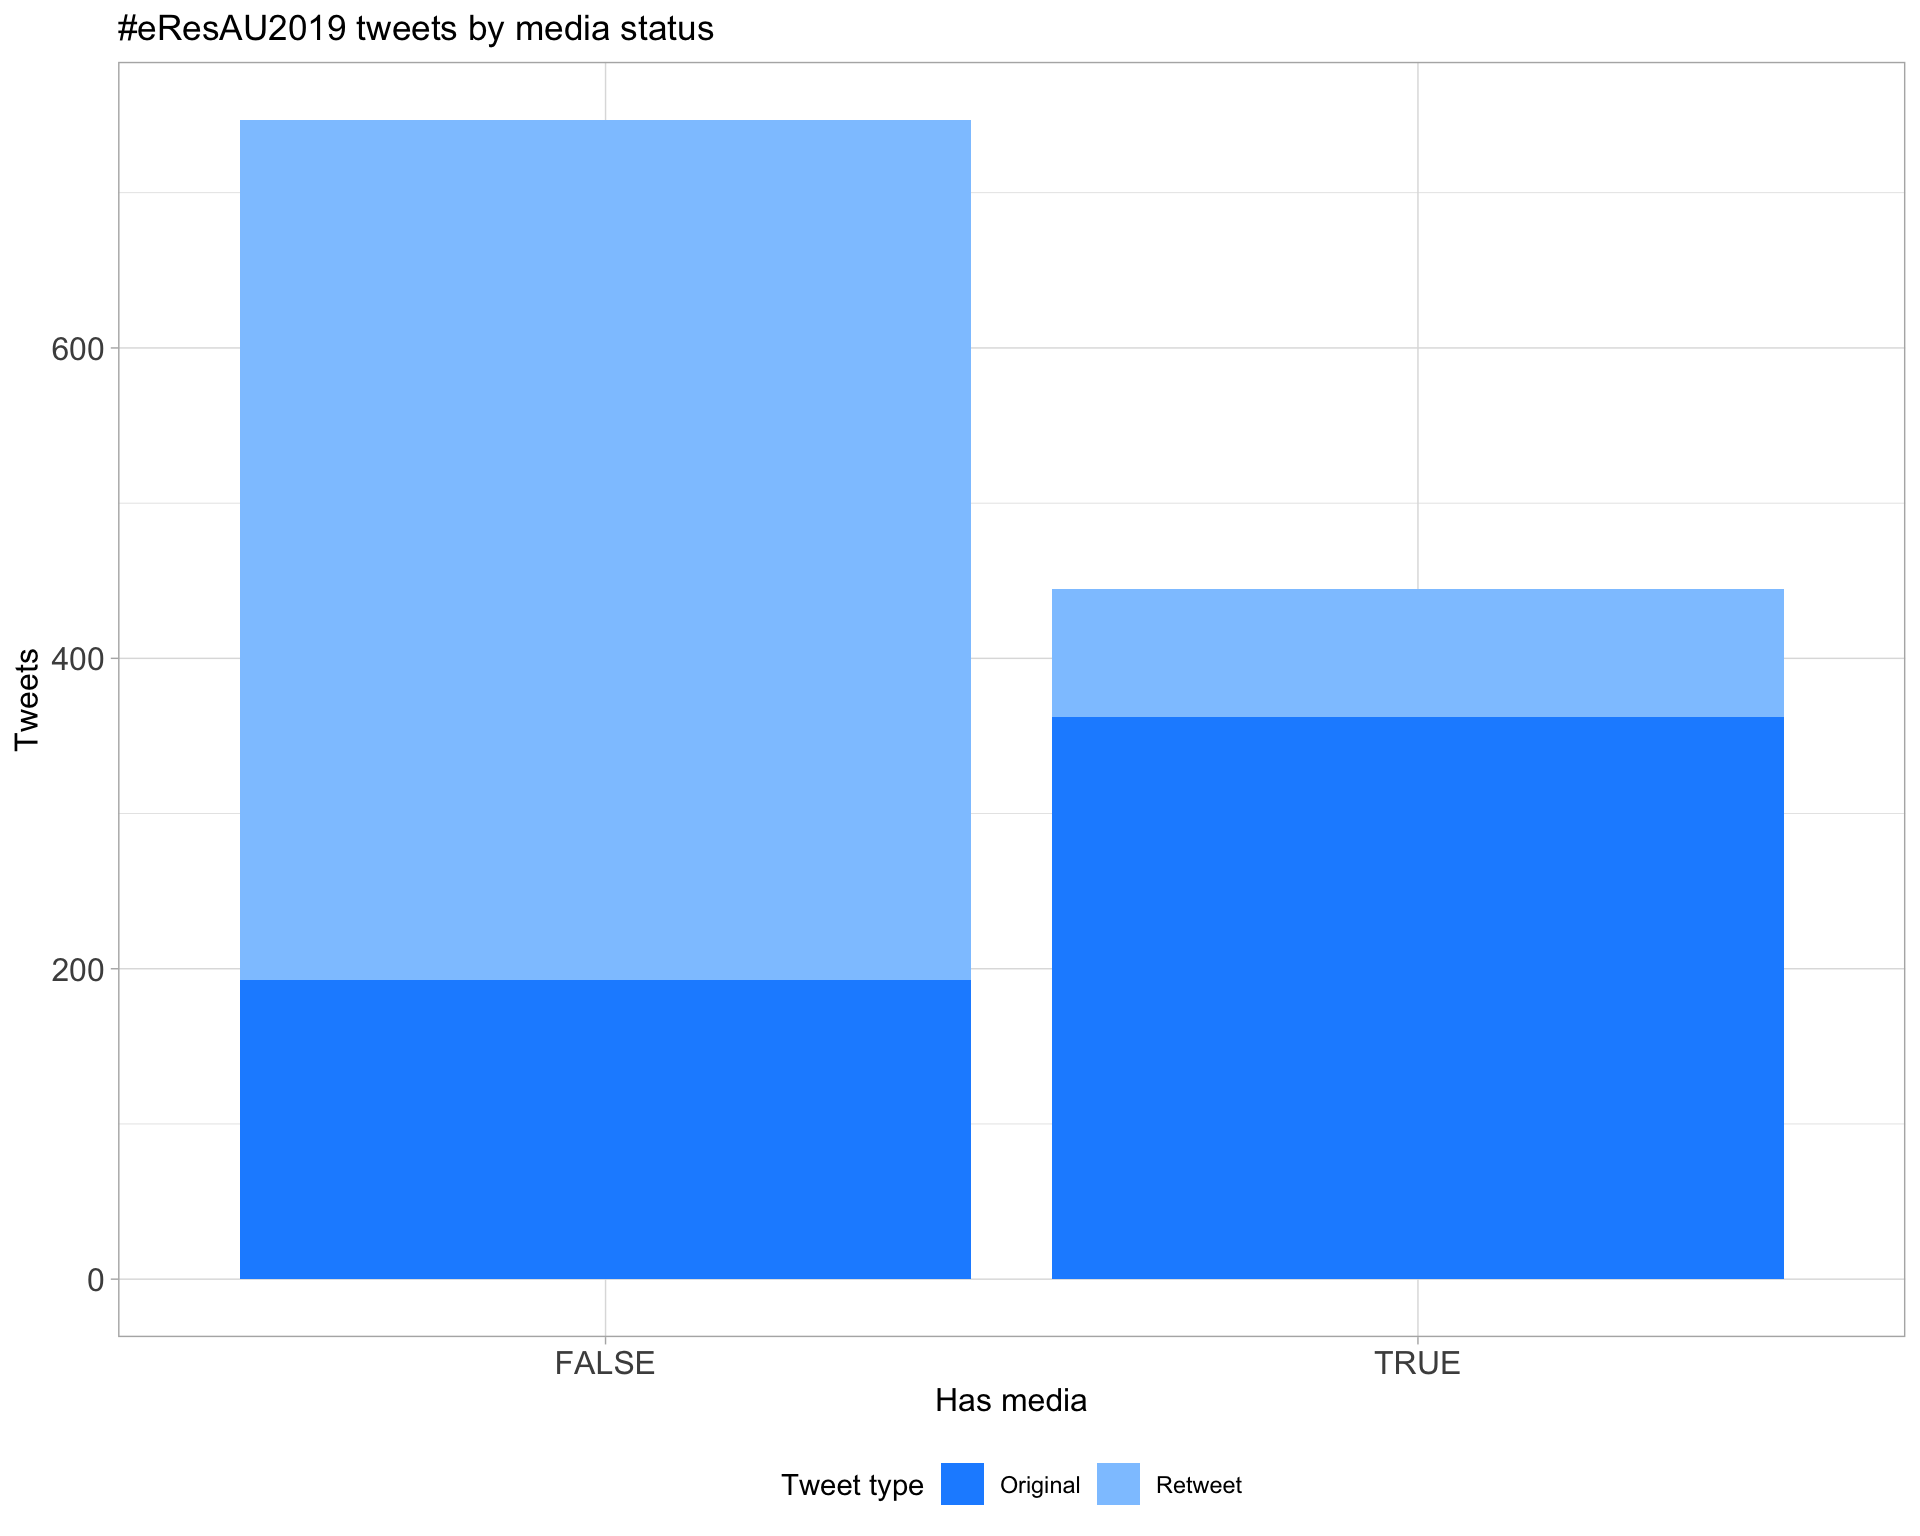 #eResAU2019 tweets by media status
Tweets
600
400
200
0
FALSE TRUE
Has media
Tweet type Original Retweet